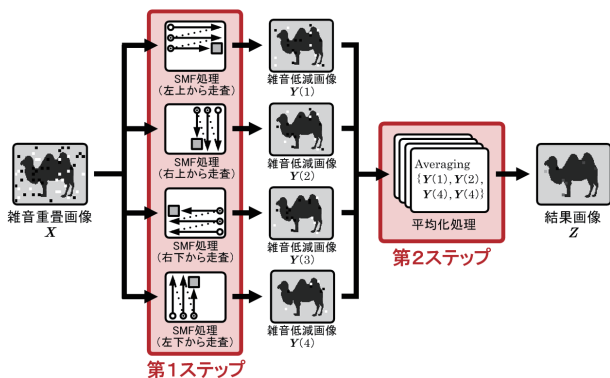 SMF処理
(左上から走査)
雑音低減画像
Y(1)
SMF処理
(右上から走査)
雑音低減画像
Y(2)
雑音重畳画像
X
SMF処理
(右下から走査)
雑音低減画像
Y(3)
SMF処理
(左下から走査)
雑音低減画像
Y(4)
第1ステップ
Averaging
{Y(1), Y(2),
Y(4), Y(4)}
平均化処理
第2ステップ
結果画像
Z